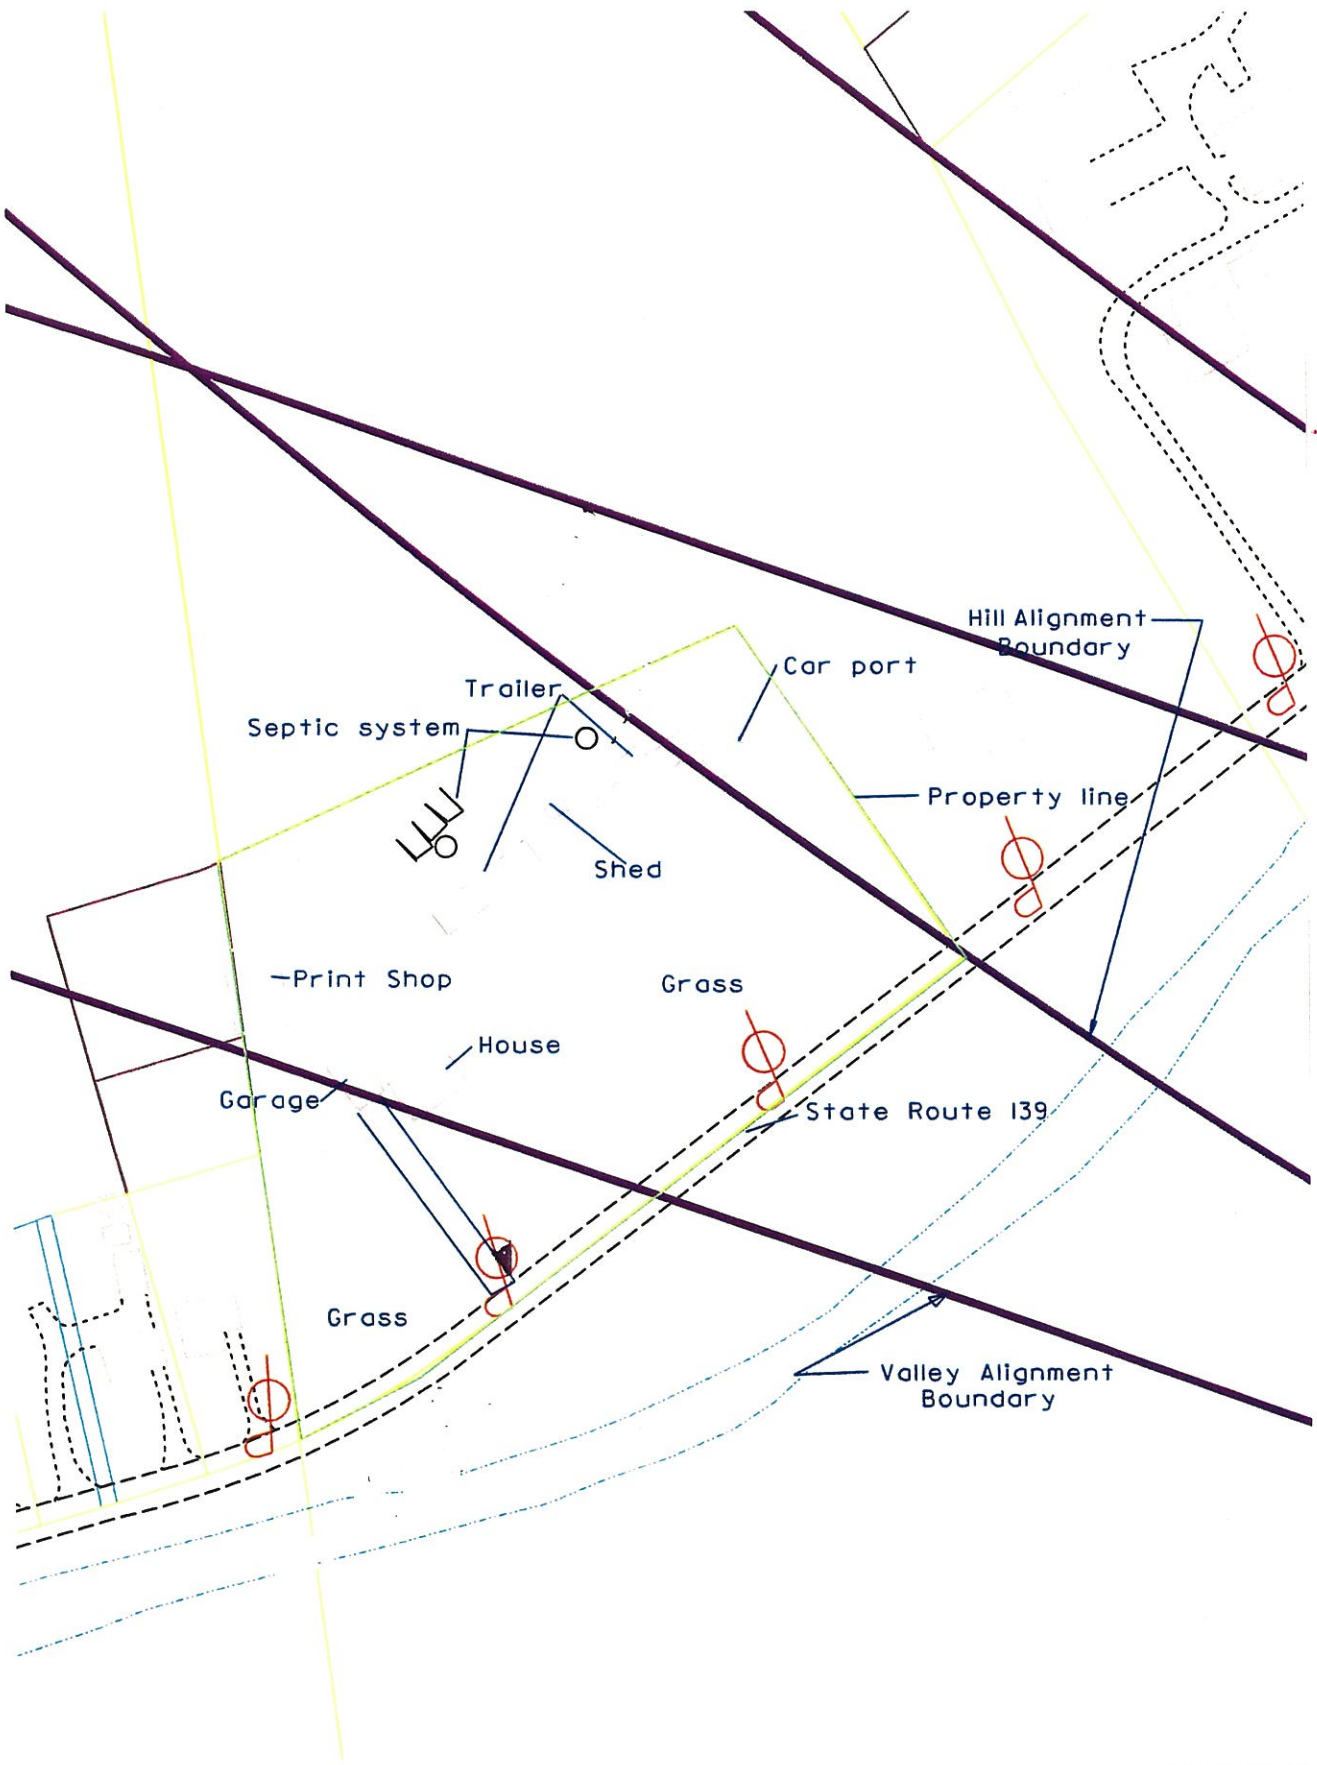 Hill Alignment
Boundary
Car port
Trailer
Septic system
Property line
Shed
Print Shop
Grass
House
Garage
State Route 139
Grass
Valley Alignment
Boundary